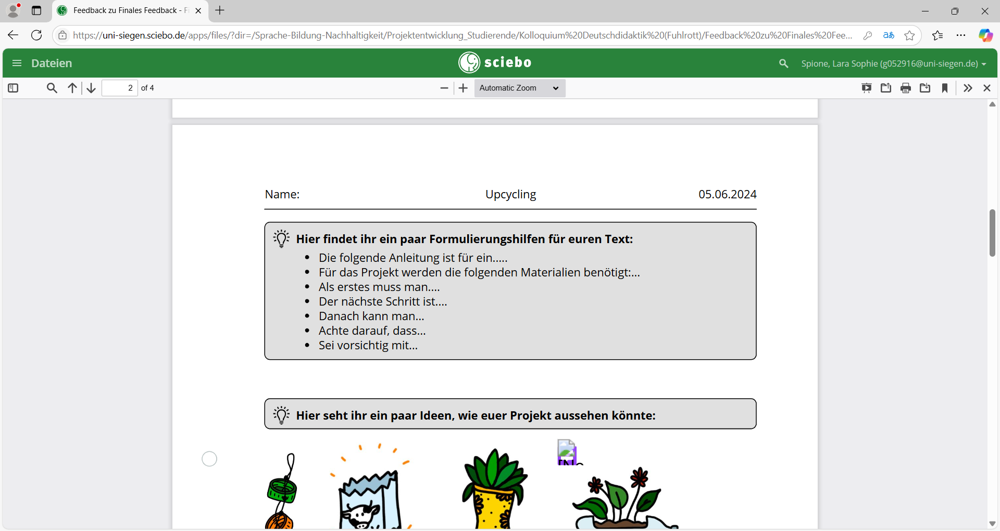 Feedback zu Finales Feedback - Fi
https://uni-siegen.sciebo.de/apps/files/?dir=/Sprache-Bildung-Nachhaltigkeit/Projektentwicklung_Studierende/Kolloquium%20Deutschdidaktik%20(Fuhlrott)/Feedback%20zu%20Finales%20Fee...
Dateien
sciebo
Spione, Lara Sophie (g052916@uni-siegen.de)
2 of 4
Automatic Zoom
Name: Upcycling 05.06.2024
Hier findet ihr ein paar Formulierungshilfen für euren Text:
• Die folgende Anleitung ist für ein.....
• Für das Projekt werden die folgenden Materialien benötigt:...
• Als erstes muss man....
• Der nächste Schritt ist....
• Danach kann man...
• Achte darauf, dass...
• Sei vorsichtig mit...
Hier seht ihr ein paar Ideen, wie euer Projekt aussehen könnte: